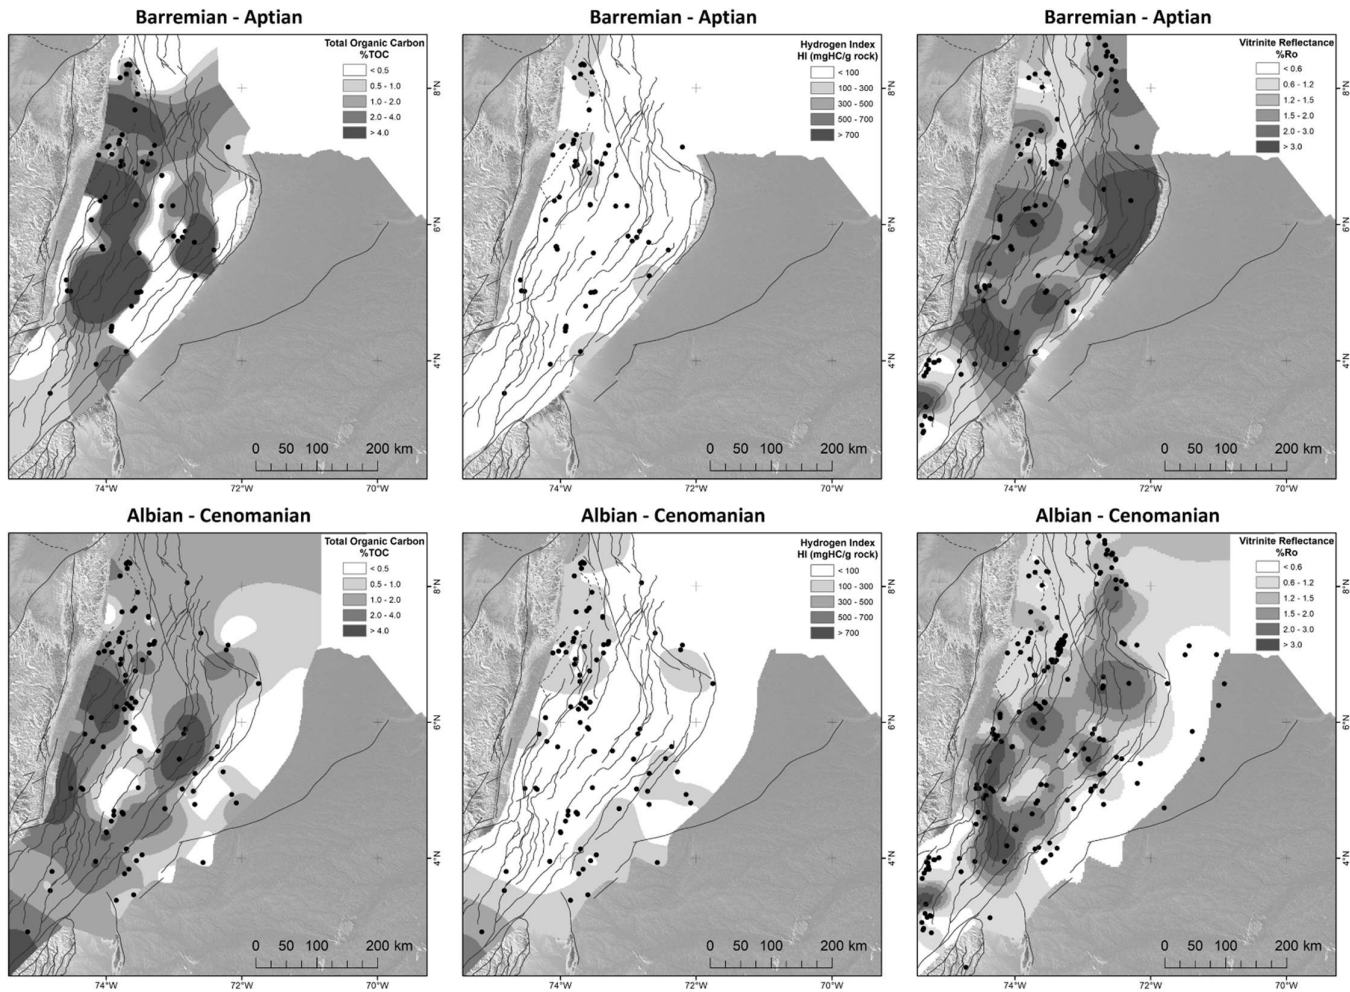 Barremian - Aptian
Total Organic Carbon
%TOC
< 0.5
0.5 - 1.0
1.0 - 2.0
2.0 - 4.0
> 4.0
8°N
6°N
4°N
0 50 100 200 km
74°W 72°W 70°W
Barremian - Aptian
Hydrogen Index
HI (mgHC/g rock)
< 100
100 - 300
300 - 500
500 - 700
> 700
8°N
6°N
4°N
0 50 100 200 km
74°W 72°W 70°W
Barremian - Aptian
Vitrinite Reflectance
%Ro
< 0.6
0.6 - 1.2
1.2 - 1.5
1.5 - 2.0
2.0 - 3.0
> 3.0
8°N
6°N
4°N
0 50 100 200 km
74°W 72°W 70°W
Albian - Cenomanian
Total Organic Carbon
%TOC
< 0.5
0.5 - 1.0
1.0 - 2.0
2.0 - 4.0
> 4.0
8°N
6°N
4°N
0 50 100 200 km
74°W 72°W 70°W
Albian - Cenomanian
Hydrogen Index
HI (mgHC/g rock)
< 100
100 - 300
300 - 500
500 - 700
> 700
8°N
6°N
4°N
0 50 100 200 km
74°W 72°W 70°W
Albian - Cenomanian
Vitrinite Reflectance
%Ro
< 0.6
0.6 - 1.2
1.2 - 1.5
1.5 - 2.0
2.0 - 3.0
> 3.0
8°N
6°N
4°N
0 50 100 200 km
74°W 72°W 70°W